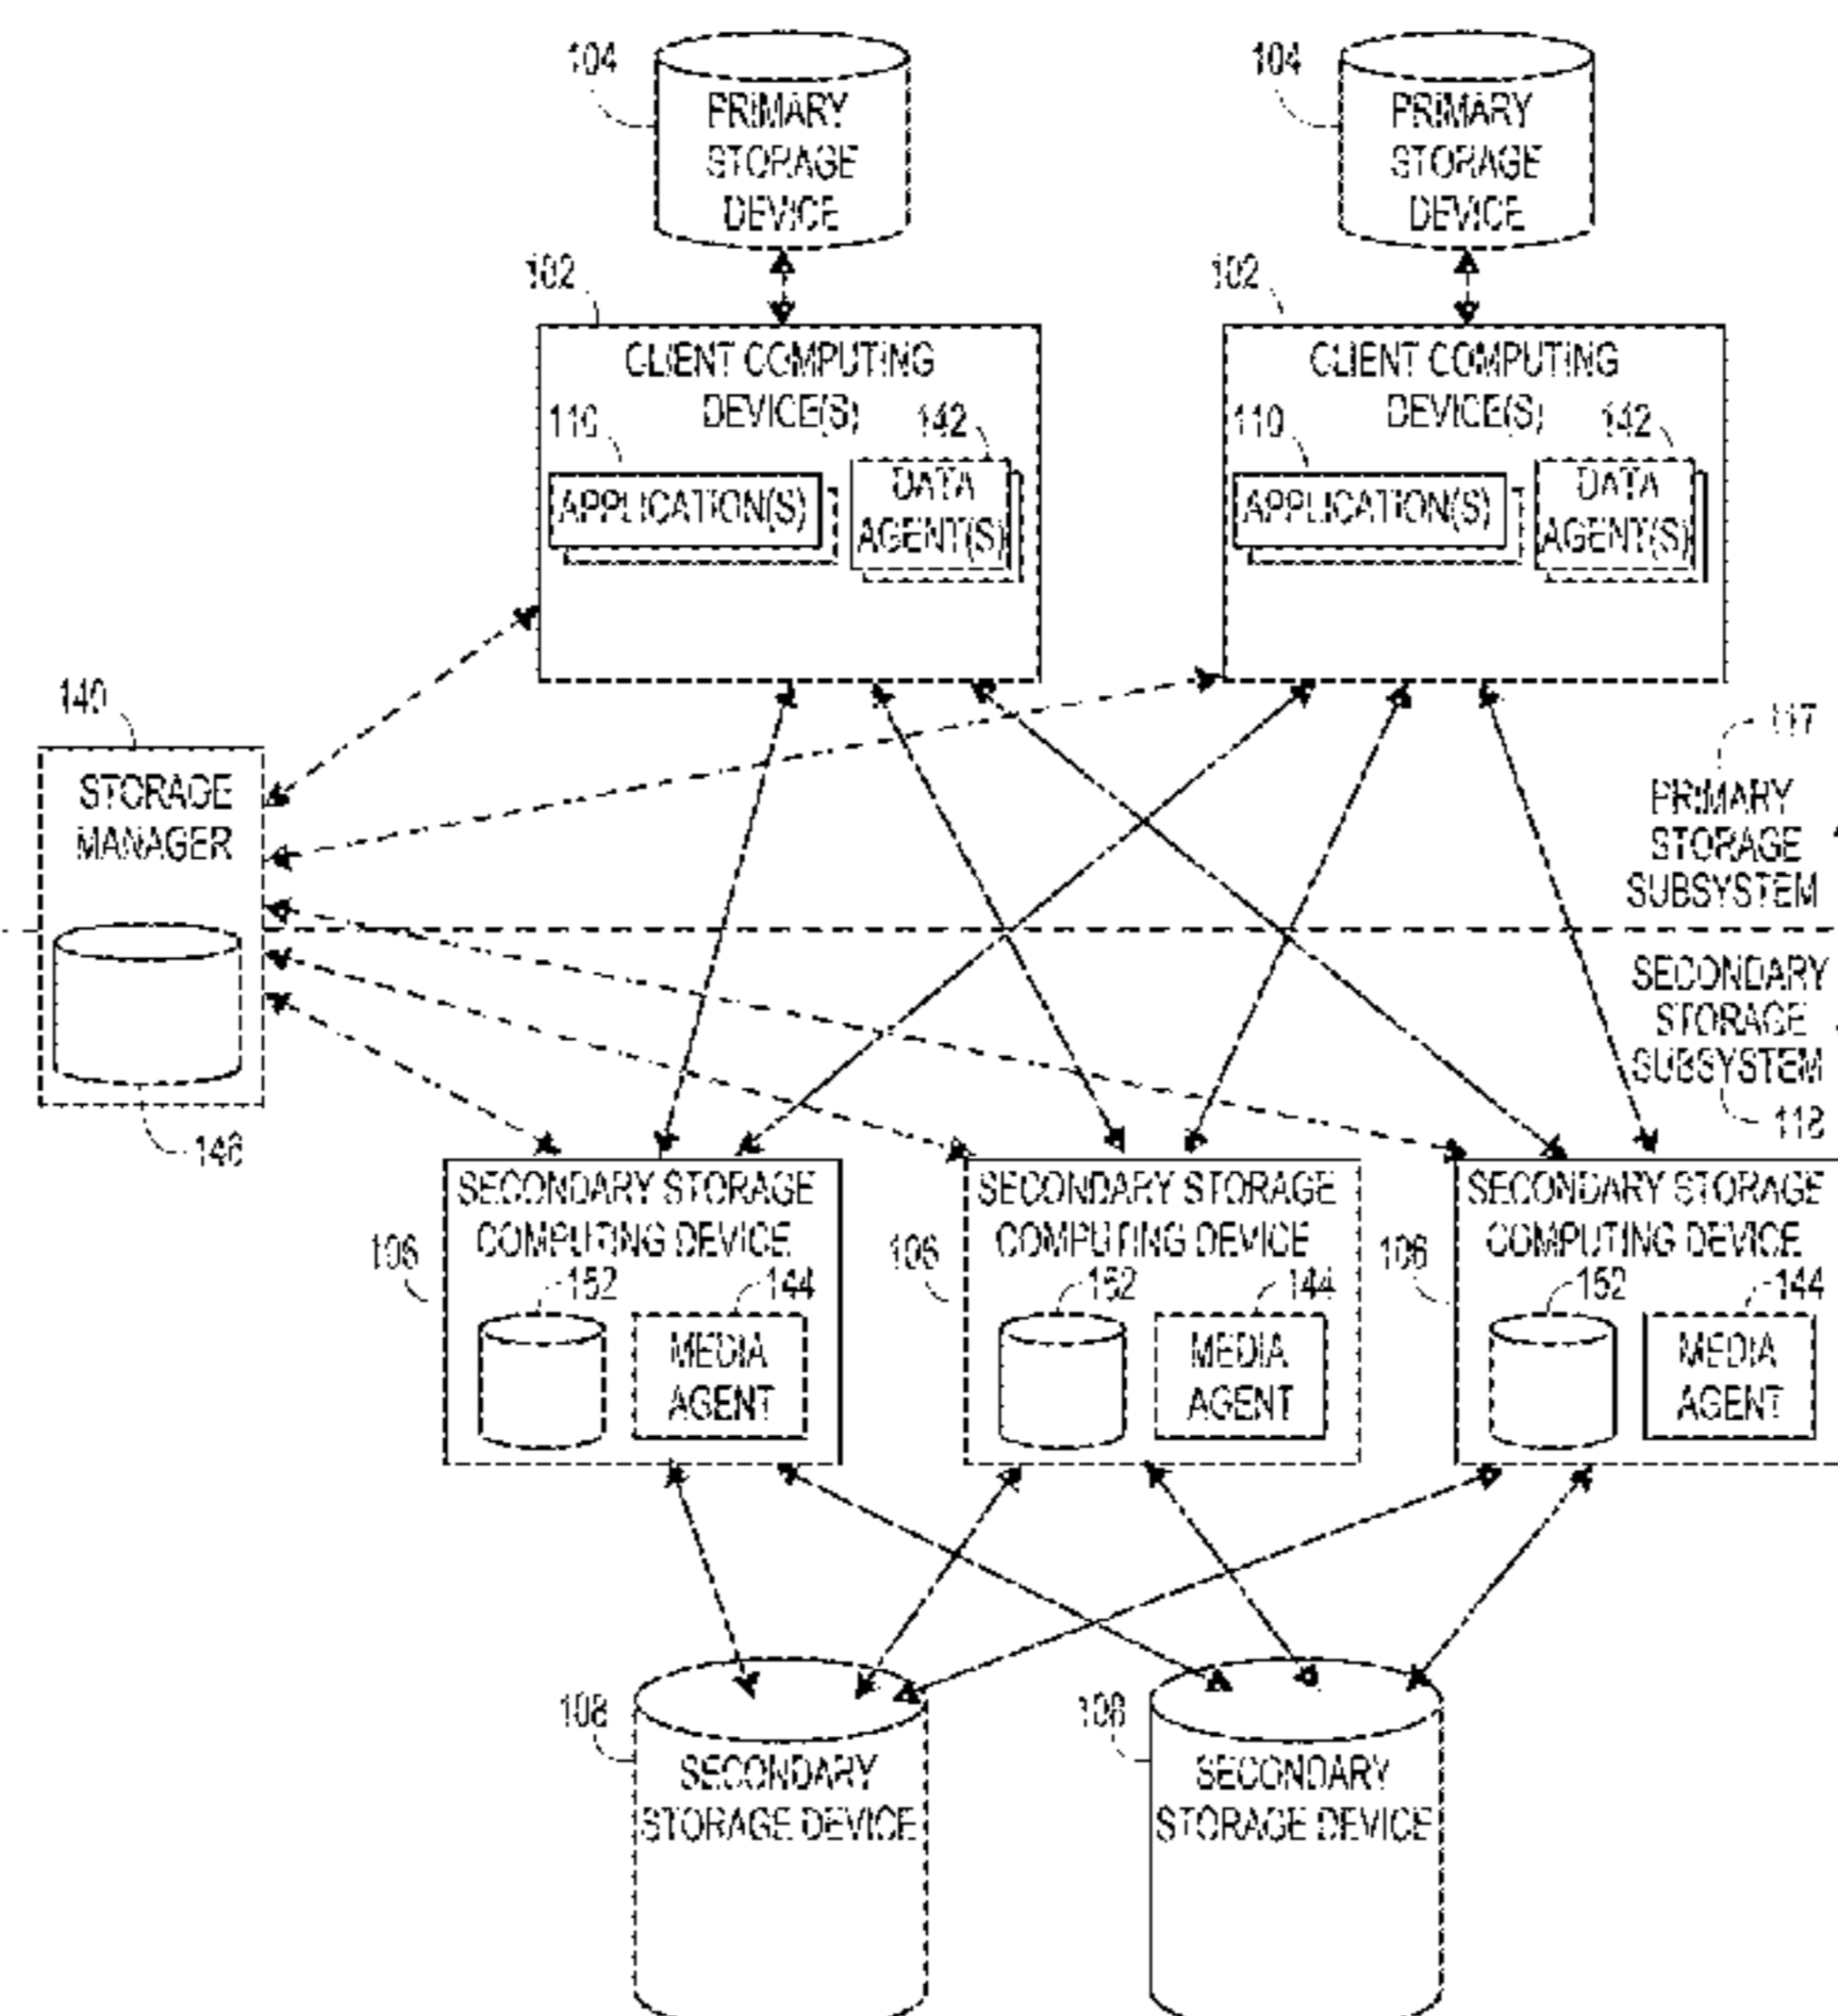 104
104
PRIMARY
STORAGE
DEVICE
PRIMARY
STORAGE
DEVICE
102
102
CLIENT COMPUTING
DEVICE(S)
CLIENT COMPUTING
DEVICE(S)
110
142
110
142
APPLICATION(S)
DATA
AGENT(S)
APPLICATION(S)
DATA
AGENT(S)
140
STORAGE
MANAGER
146
117
PRIMARY
STORAGE
SUBSYSTEM
SECONDARY
STORAGE
SUBSYSTEM
118
SECONDARY STORAGE
COMPUTING DEVICE
SECONDARY STORAGE
COMPUTING DEVICE
SECONDARY STORAGE
COMPUTING DEVICE
106
106
106
152
144
152
144
152
144
MEDIA
AGENT
MEDIA
AGENT
MEDIA
AGENT
108
108
SECONDARY
STORAGE DEVICE
SECONDARY
STORAGE DEVICE